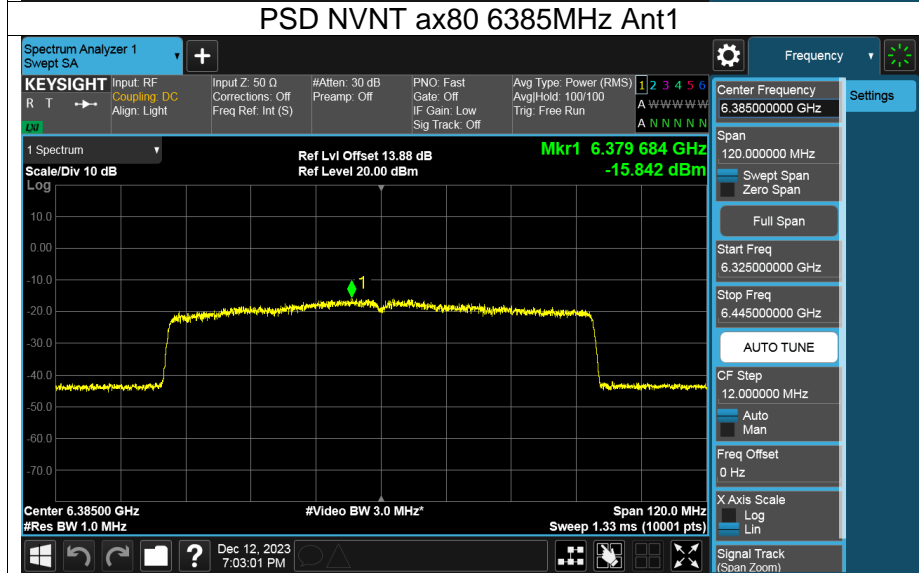 PSD NVNT ax80 6385MHz Ant1
Spectrum Analyzer 1
Swept SA
+
Frequency
KEYSIGHT
R T
LXI
Input: RF
Coupling: DC
Align: Light
Input Z: 50 Ω
Corrections: Off
Freq Ref: Int (S)
#Atten: 30 dB
Preamp: Off
PNO: Fast
Gate: Off
IF Gain: Low
Sig Track: Off
Avg Type: Power (RMS)
Avg|Hold: 100/100
Trig: Free Run
1 2 3 4 5 6
A W W W W W
A N N N N N
Center Frequency
6.385000000 GHz
Settings
1 Spectrum
Scale/Div 10 dB
Log
Ref Lvl Offset 13.88 dB
Ref Level 20.00 dBm
Mkr1 6.379 684 GHz
-15.842 dBm
Span
120.000000 MHz
Swept Span
Zero Span
Full Span
Start Freq
6.325000000 GHz
Stop Freq
6.445000000 GHz
AUTO TUNE
CF Step
12.000000 MHz
Auto
Man
Freq Offset
0 Hz
X Axis Scale
Log
Lin
Signal Track
(Span Zoom)
10.0
0.00
-10.0
1
-20.0
-30.0
-40.0
-50.0
-60.0
-70.0
Center 6.38500 GHz
#Res BW 1.0 MHz
#Video BW 3.0 MHz*
Span 120.0 MHz
Sweep 1.33 ms (10001 pts)
?
Dec 12, 2023
7:03:01 PM